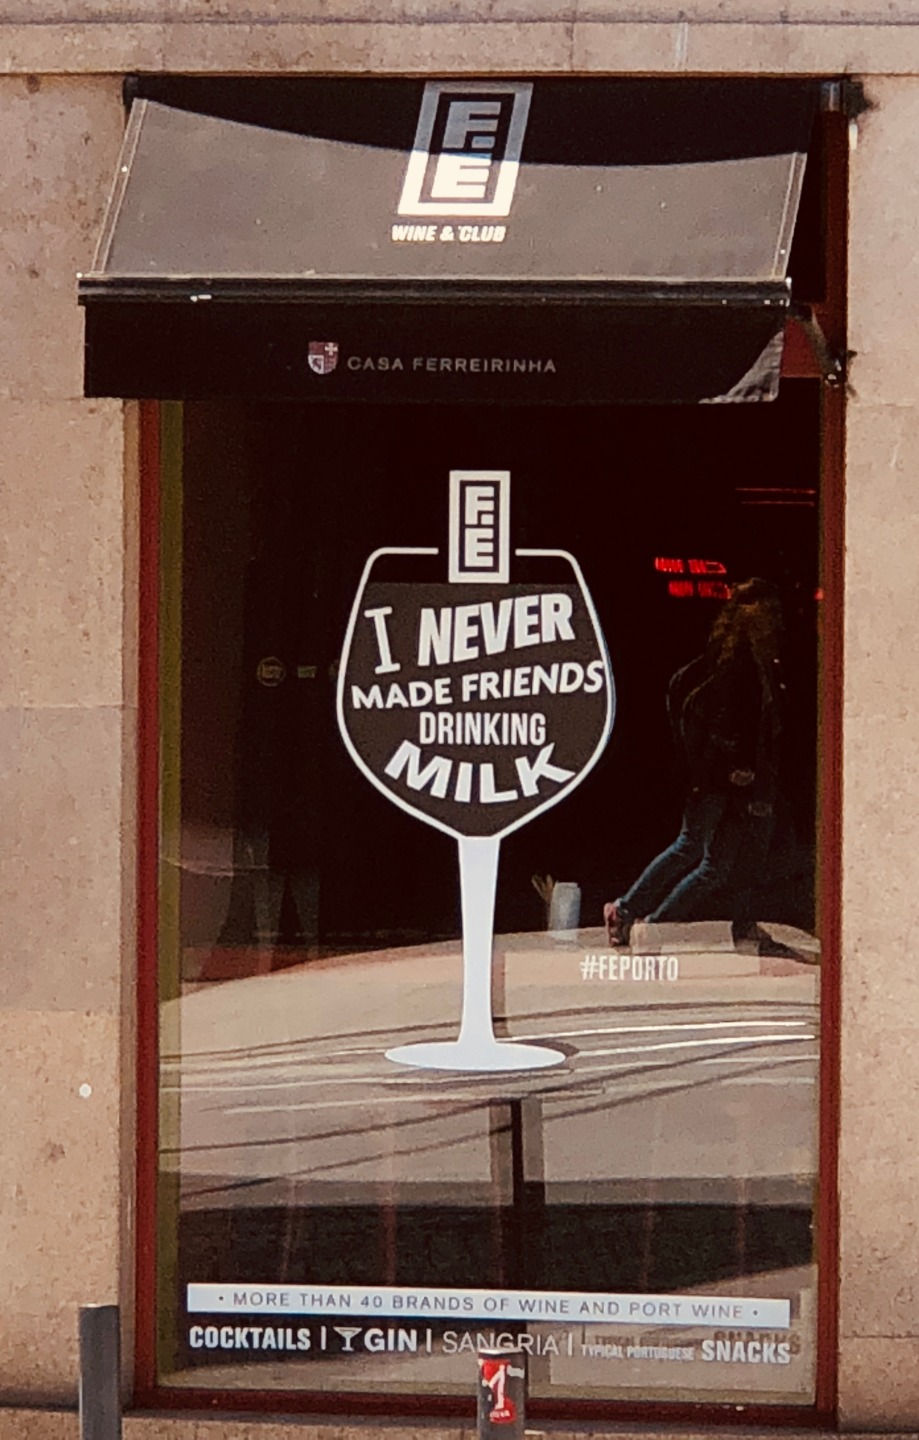 F.
E
WINE & CLUB
CASA FERREIRINHA
F.
E
I NEVER
MADE FRIENDS
DRINKING
MILK
#FEPORTO
• MORE THAN 40 BRANDS OF WINE AND PORT WINE •
COCKTAILS | GIN | SANGRIA | TYPICAL PORTUGUESE SNACKS